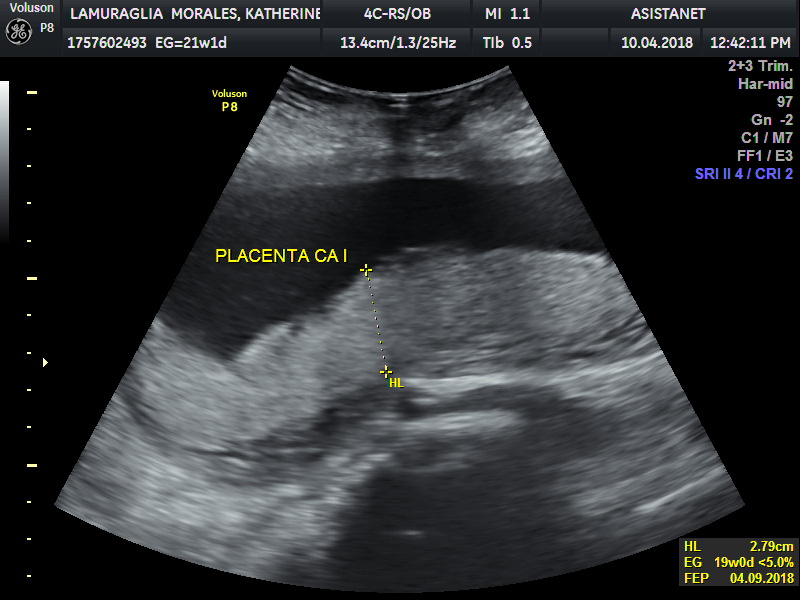 Voluson
P8
LAMURAGLIA MORALES, KATHERINE
4C-RS/OB
MI 1.1
ASISTANET
1757602493 EG=21w1d
13.4cm/1.3/25Hz
TIb 0.5
10.04.2018
12:42:11 PM
Voluson
P8
2+3 Trim.
Har-mid
97
Gn -2
C1 / M7
FF1 / E3
SRI II 4 / CRI 2
PLACENTA CA I
HL
HL 2.79cm
EG 19w0d <5.0%
FEP 04.09.2018